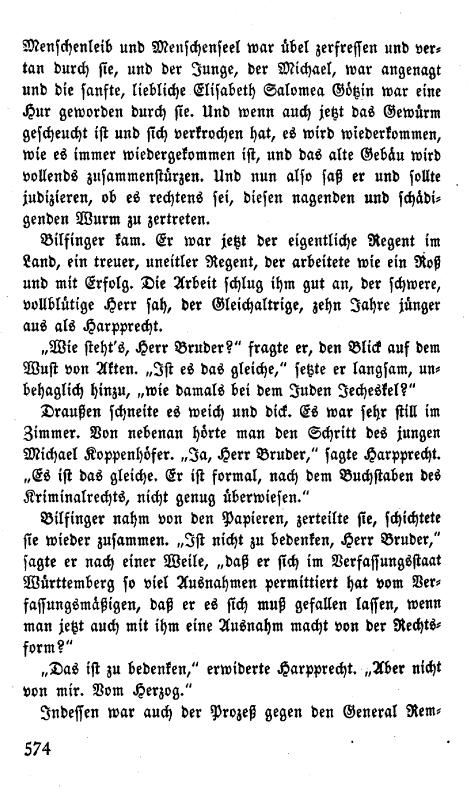 Menschenleib und Menschenseel war übel zerfressen und ver-
tan durch sie, und der Junge, der Michael, war angenagt
und die sanfte, liebliche Elisabeth Salomea Götzin war eine
Hur geworden durch sie. Und wenn auch jetzt das Gewürm
gescheucht ist und sich verkrochen hat, es wird wiederkommen,
wie es immer wiedergekommen ist, und das alte Gebäu wird
vollends zusammenstürzen. Und nun also saß er und sollte
judizieren, ob es rechtens sei, diesen nagenden und schädi-
genden Wurm zu zertreten.
Bilfinger kam. Er war jetzt der eigentliche Regent im
Land, ein treuer, uneitler Regent, der arbeitete wie ein Roß
und mit Erfolg. Die Arbeit schlug ihm gut an, der schwere,
vollblütige Herr sah, der Gleichaltrige, zehn Jahre jünger
aus als Harpprecht.
„Wie steht's, Herr Bruder?“ fragte er, den Blick auf dem
Wust von Akten. „Ist es das gleiche,“ setzte er langsam, un-
behaglich hinzu, „wie damals bei dem Juden Jecheskel?“
Draußen schneite es weich und dick. Es war sehr still im
Zimmer. Von nebenan hörte man den Schritt des jungen
Michael Koppenhöfer. „Ja, Herr Bruder,“ sagte Harpprecht.
„Es ist das gleiche. Er ist formal, nach dem Buchstaben des
Kriminalrechts, nicht genug überwiesen.“
Bilfinger nahm von den Papieren, zerteilte sie, schichtete
sie wieder zusammen. „Ist nicht zu bedenken, Herr Bruder,“
sagte er nach einer Weile, „daß er sich im Verfassungsstaat
Württemberg so viel Ausnahmen permittiert hat vom Ver-
fassungsmäßigen, daß er es sich muß gefallen lassen, wenn
man jetzt auch mit ihm eine Ausnahm macht von der Rechts-
form?“
„Das ist zu bedenken,“ erwiderte Harpprecht. „Aber nicht
von mir. Vom Herzog.“
Indessen war auch der Prozeß gegen den General Rem-
574